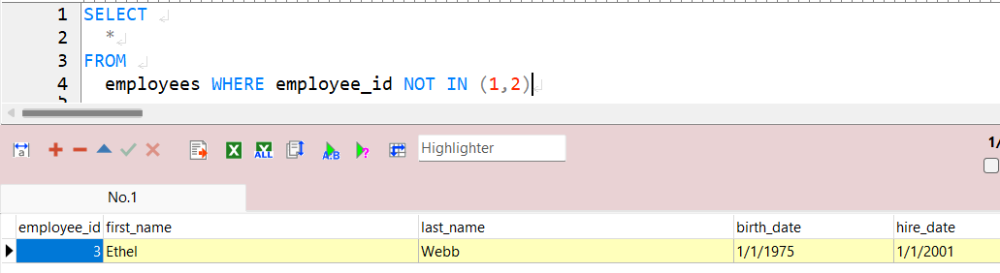 1 SELECT
2 *
3 FROM
4 employees WHERE employee_id NOT IN (1,2)
a A.B ? Highlighter
X X ALL
1/
No.1
employee_id first_name last_name birth_date hire_date
3 Ethel Webb 1/1/1975 1/1/2001